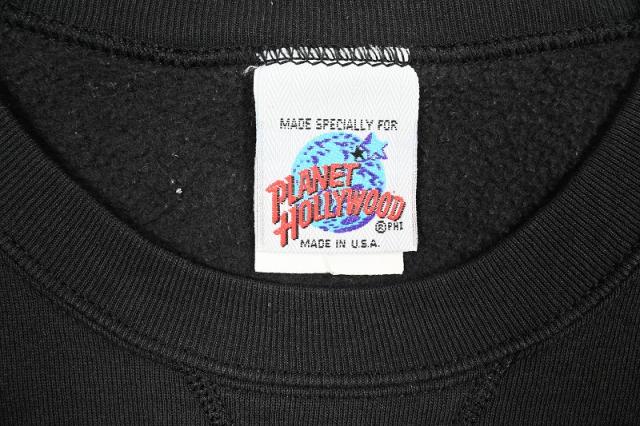 MADE SPECIALLY FOR
PLANET
HOLLYWOOD
® PHI
MADE IN U.S.A.